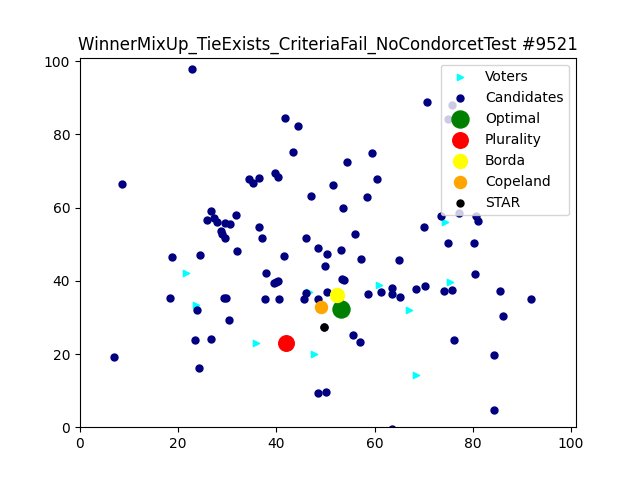 WinnerMixUp_TieExists_CriteriaFail_NoCondorcetTest #9521
100
80
60
40
20
0
0 20 40 60 80 100
Voters
Candidates
Optimal
Plurality
Borda
Copeland
STAR